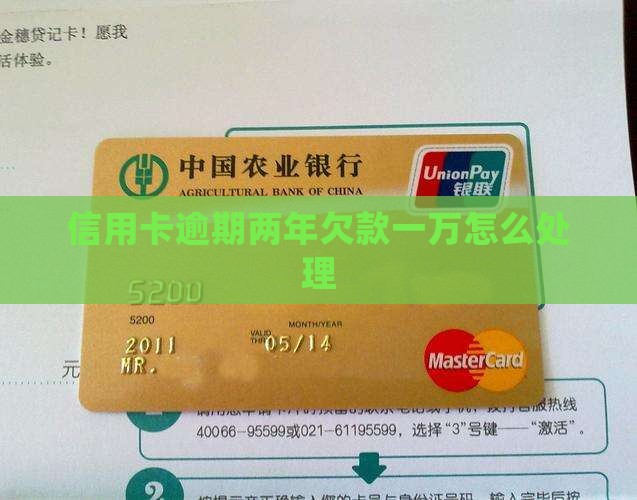 金穗贷记卡！愿我
活体验。
中国农业银行
AGRICULTURAL BANK OF CHINA
UnionPay
银联
信用卡逾期两年欠款一万怎么处
理
5200
5200
MONTH/YEAR
VALID
THRU
2011
05/14
MR.
MasterCard
元
40066-95599或021-61195599，选择“3”号键——“激活”。
2